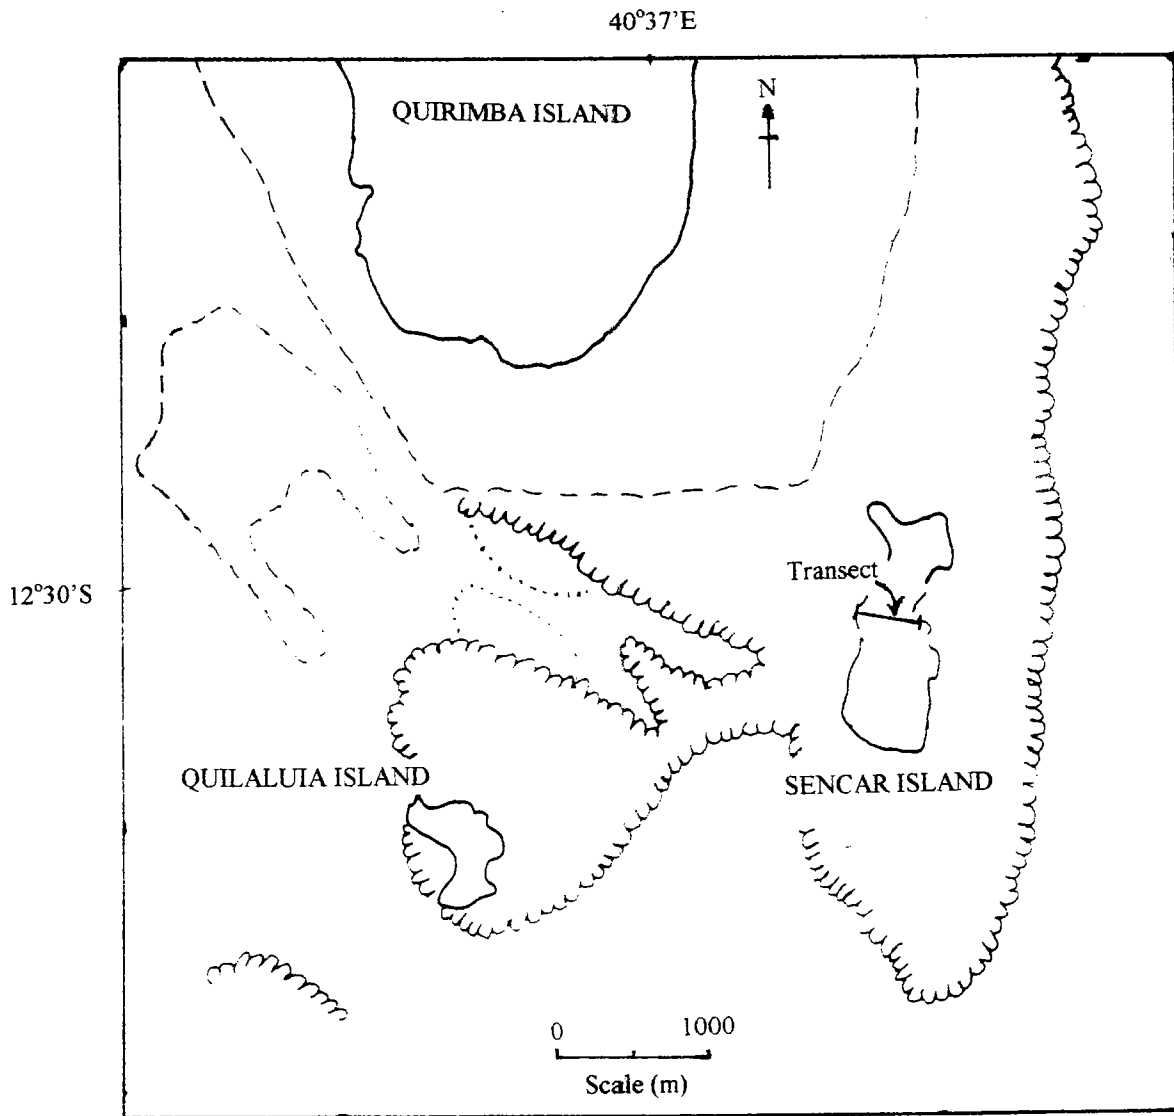 40°37'E
N
QUIRIMBA ISLAND
Transect
12°30'S
QUILALUIA ISLAND
SENCAR ISLAND
0 1000
Scale (m)